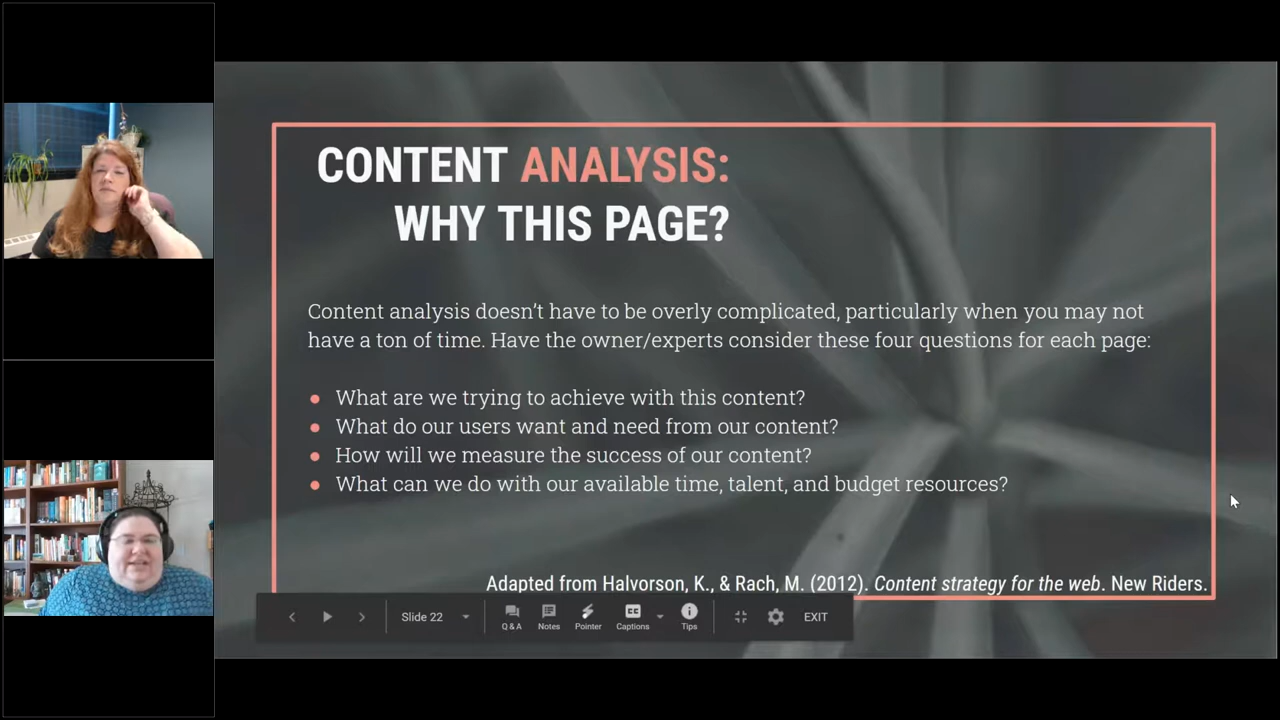 CONTENT ANALYSIS:
WHY THIS PAGE?
Content analysis doesn’t have to be overly complicated, particularly when you may not
have a ton of time. Have the owner/experts consider these four questions for each page:
● What are we trying to achieve with this content?
● What do our users want and need from our content?
● How will we measure the success of our content?
● What can we do with our available time, talent, and budget resources?
Adapted from Halvorson, K., & Rach, M. (2012). Content strategy for the web. New Riders.
Slide 22
Q & A
Notes
Pointer
CC
Captions
Tips
EXIT